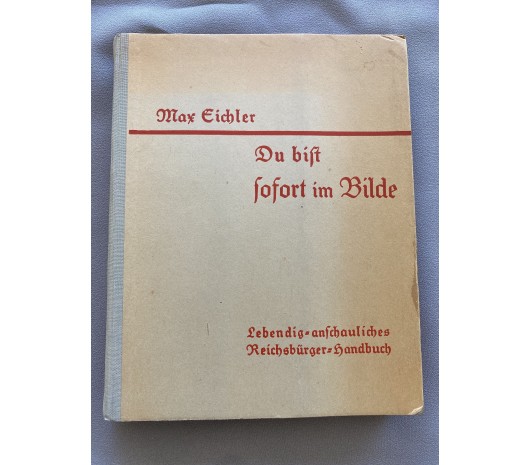 Max Eichler
Du bist
sofort im Bilde
Lebendig-anschauliches
Reichsbürger-Handbuch